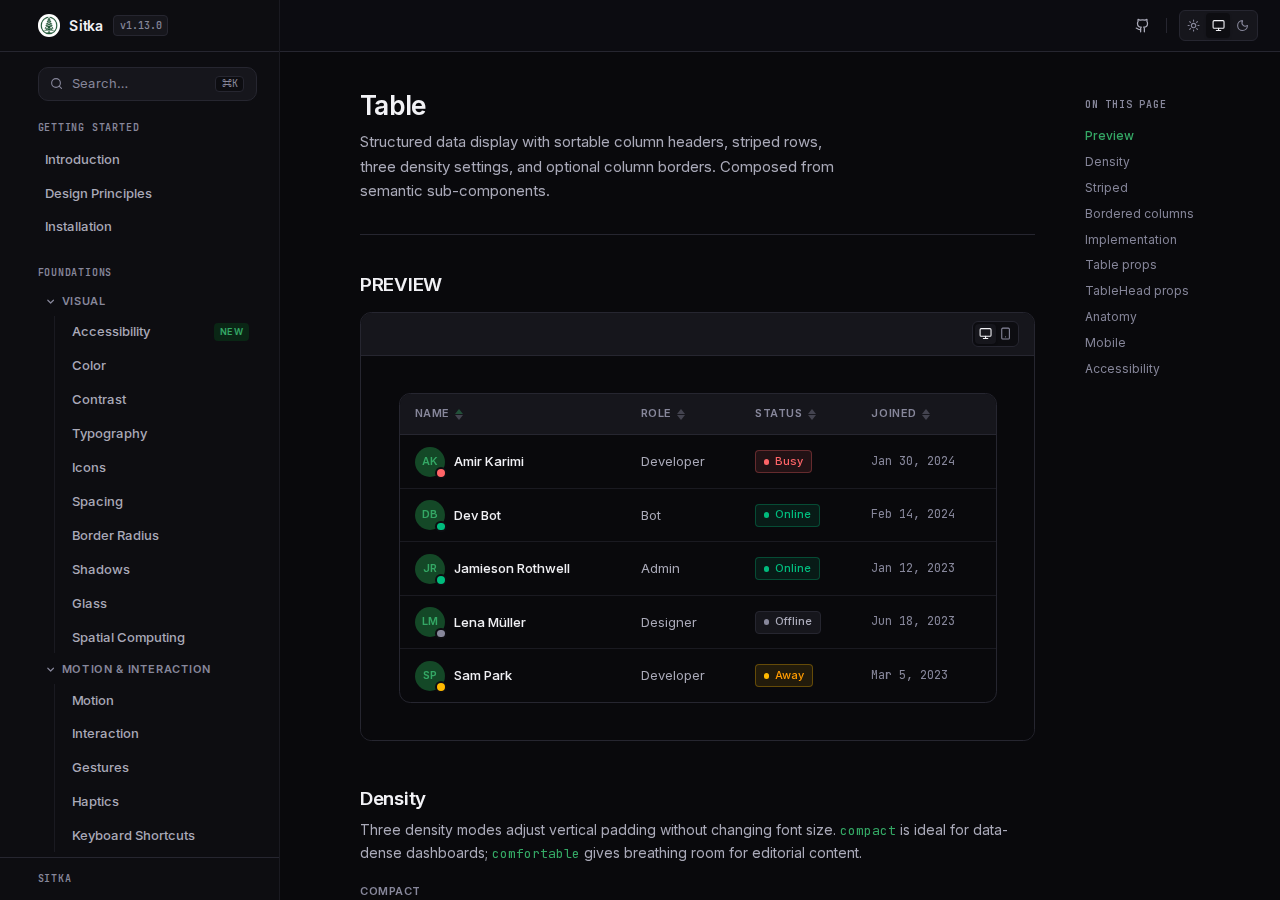 Sitka
v1.13.0
Search...
⌘K
GETTING STARTED
Introduction
Design Principles
Installation
FOUNDATIONS
VISUAL
Accessibility
NEW
Color
Contrast
Typography
Icons
Spacing
Border Radius
Shadows
Glass
Spatial Computing
MOTION & INTERACTION
Motion
Interaction
Gestures
Haptics
Keyboard Shortcuts
SITKA
Table
Structured data display with sortable column headers, striped rows,
three density settings, and optional column borders. Composed from
semantic sub-components.
PREVIEW
NAME ROLE STATUS JOINED
AK Amir Karimi Developer Busy Jan 30, 2024
DB Dev Bot Bot Online Feb 14, 2024
JR Jamieson Rothwell Admin Online Jan 12, 2023
LM Lena Müller Designer Offline Jun 18, 2023
SP Sam Park Developer Away Mar 5, 2023
Density
Three density modes adjust vertical padding without changing font size. compact is ideal for data-
dense dashboards; comfortable gives breathing room for editorial content.
COMPACT
ON THIS PAGE
Preview
Density
Striped
Bordered columns
Implementation
Table props
TableHead props
Anatomy
Mobile
Accessibility